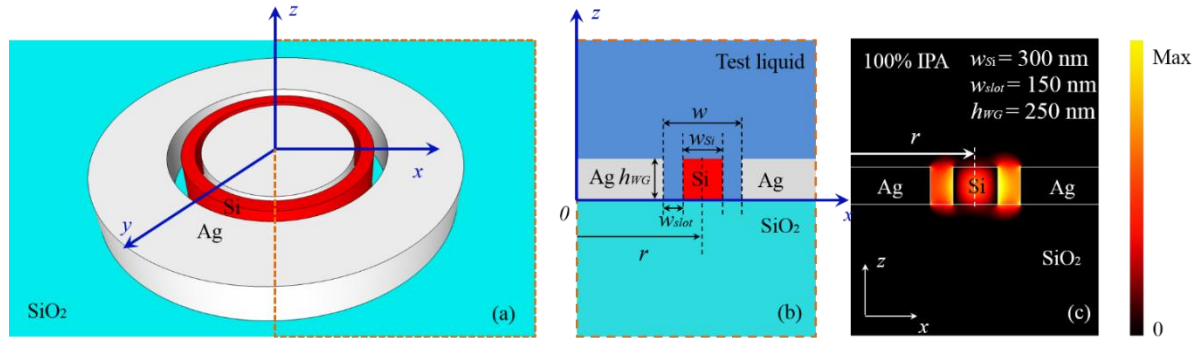 z
x
y
Si
Ag
SiO₂
(a)
z
Test liquid
w
wSi
Ag
hWG
Si
Ag
0
x
wslot
SiO₂
r
(b)
100% IPA
wSi = 300 nm
wslot = 150 nm
hWG = 250 nm
r
Ag
Si
Ag
z
SiO₂
x
(c)
Max
0